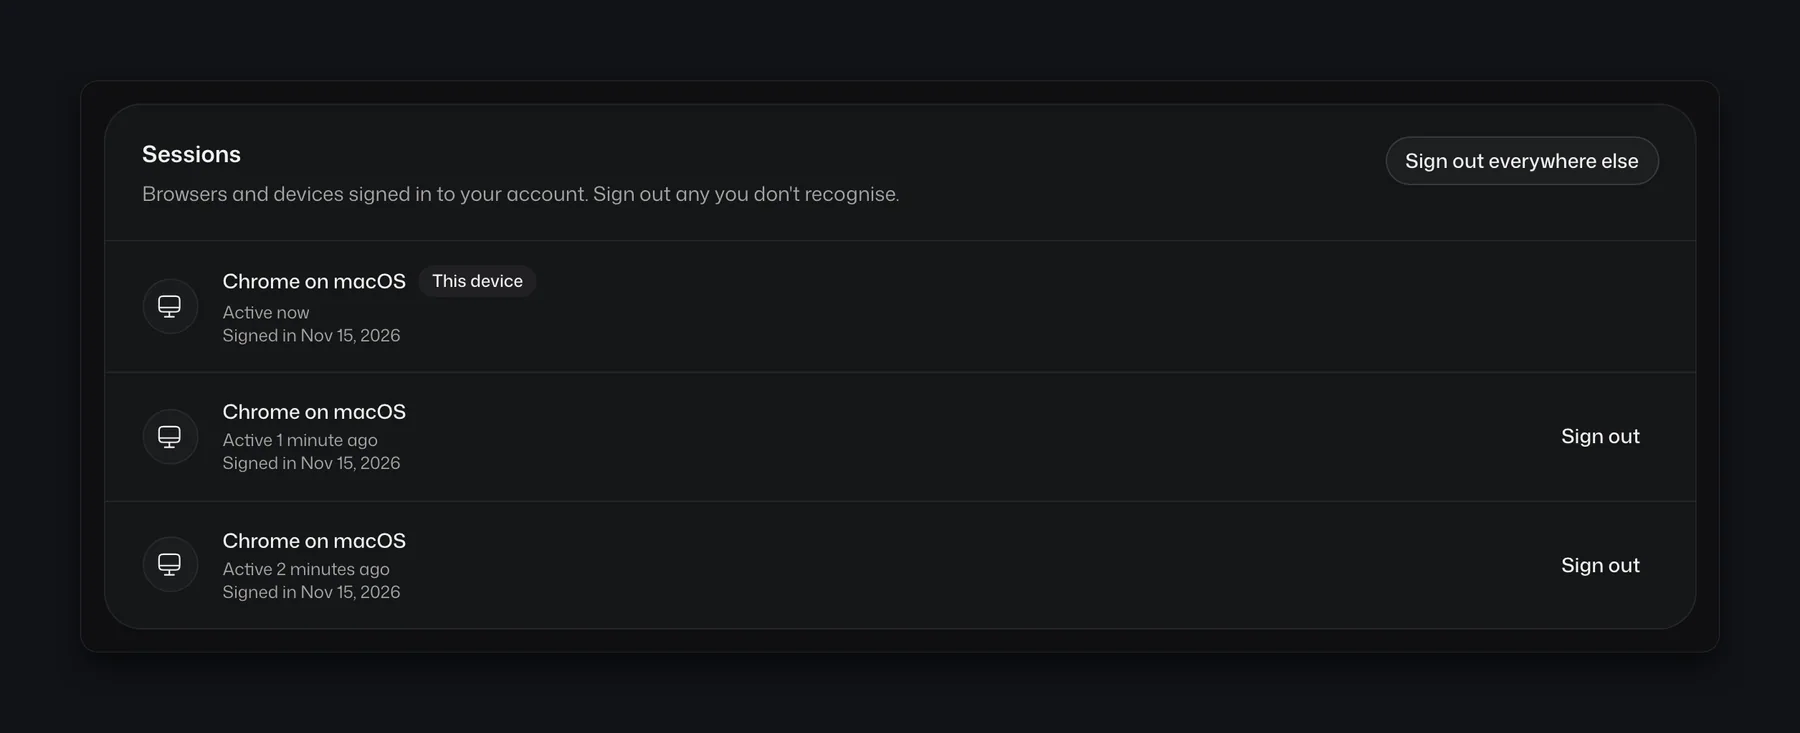 Sessions
Sign out everywhere else
Browsers and devices signed in to your account. Sign out any you don't recognise.
Chrome on macOS This device
Active now
Signed in Nov 15, 2026
Chrome on macOS
Active 1 minute ago
Signed in Nov 15, 2026
Sign out
Chrome on macOS
Active 2 minutes ago
Signed in Nov 15, 2026
Sign out